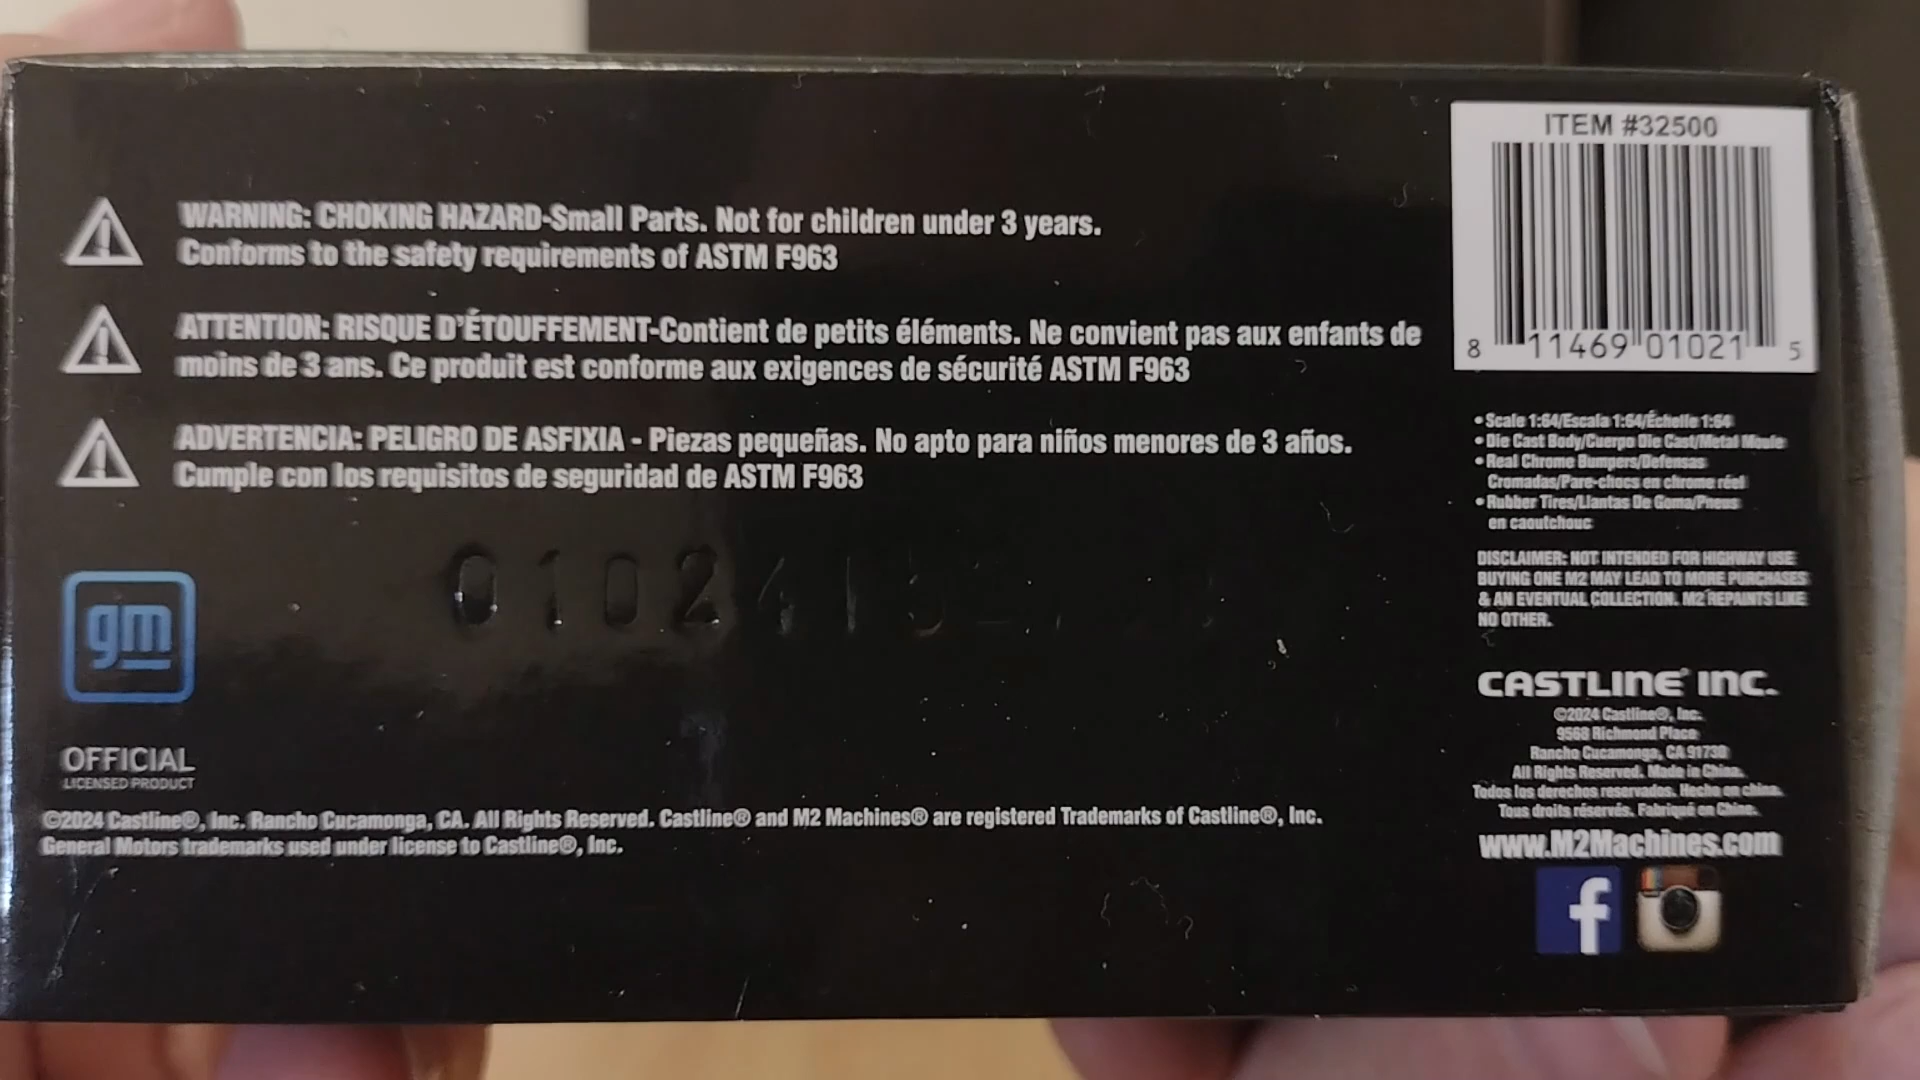 WARNING: CHOKING HAZARD-Small Parts. Not for children under 3 years.
Conforms to the safety requirements of ASTM F963
ATTENTION: RISQUE D'ÉTOUFFEMENT-Contient de petits éléments. Ne convient pas aux enfants de
moins de 3 ans. Ce produit est conforme aux exigences de sécurité ASTM F963
ADVERTENCIA: PELIGRO DE ASFIXIA - Piezas pequeñas. No apto para niños menores de 3 años.
Cumple con los requisitos de seguridad de ASTM F963
01024
gm
OFFICIAL
LICENSED PRODUCT
©2024 Castline®, Inc. Rancho Cucamonga, CA. All Rights Reserved. Castline® and M2 Machines® are registered Trademarks of Castline®, Inc.
General Motors trademarks used under license to Castline®, Inc.
ITEM #32500
8 11469 01021 5
• Scale 1:64/Escala 1:64/Échelle 1:64
• Die Cast Body/Cuerpo Die Cast/Metal Moule
• Real Chrome Bumpers/Defensas
Cromadas/Pare-chocs en chrome réel
• Rubber Tires/Llantas De Goma/Pneus
en caoutchouc
DISCLAIMER: NOT INTENDED FOR HIGHWAY USE
BUYING ONE M2 MAY LEAD TO MORE PURCHASES
& AN EVENTUAL COLLECTION. M2 REPAINTS LIKE
NO OTHER.
CASTLINE® INC.
©2024 Castline®, Inc.
9568 Richmond Place
Rancho Cucamonga, CA 91730
All Rights Reserved. Made in China.
Todos los derechos reservados. Hecho en china.
Tous droits réservés. Fabriqué en Chine.
www.M2Machines.com
f